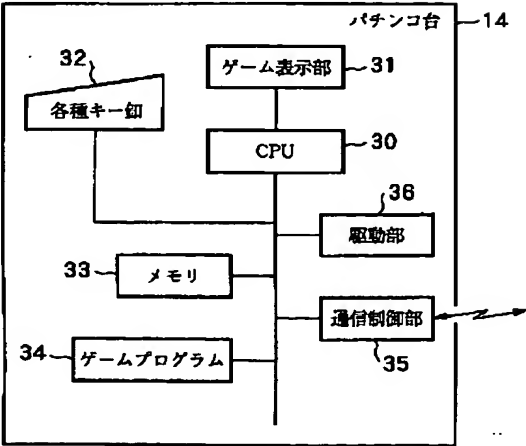 パチンコ台 14
32
各種キー釦
ゲーム表示部 31
CPU 30
36
駆動部
33 メモリ
通信制御部
35
34 ゲームプログラム